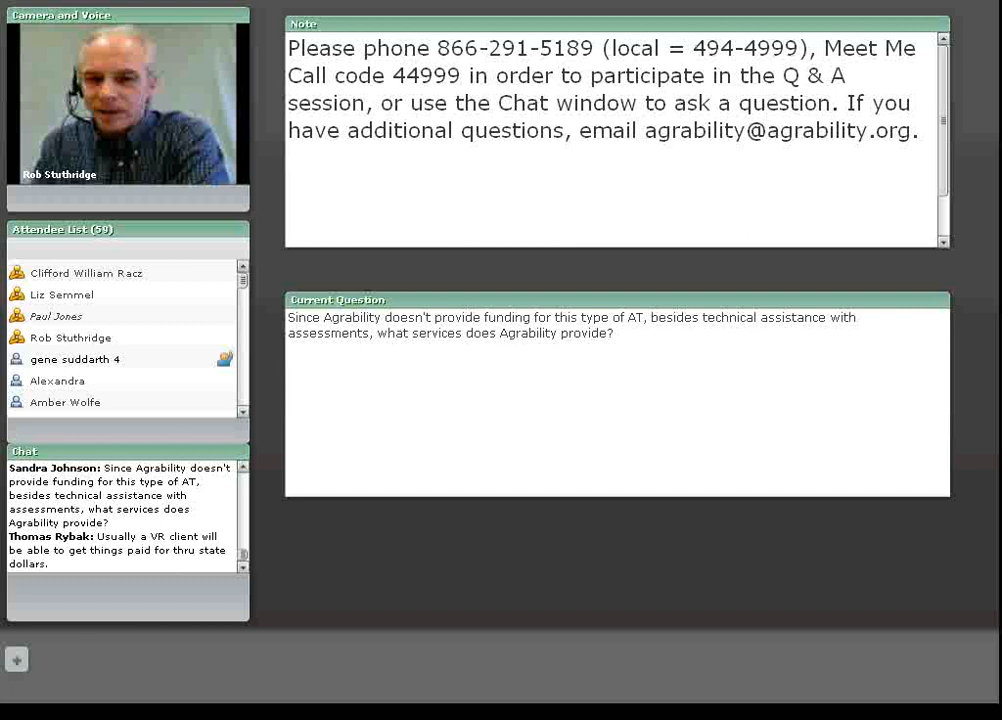 Camera and Voice
Rob Stuthridge
Attendee List (59)
Clifford William Racz
Liz Semmel
Paul Jones
Rob Stuthridge
gene suddarth 4
Alexandra
Amber Wolfe
Chat
Sandra Johnson: Since Agrability doesn't
provide funding for this type of AT,
besides technical assistance with
assessments, what services does
Agrability provide?
Thomas Rybak: Usually a VR client will
be able to get things paid for thru state
dollars.
Note
Please phone 866-291-5189 (local = 494-4999), Meet Me
Call code 44999 in order to participate in the Q & A
session, or use the Chat window to ask a question. If you
have additional questions, email agrability@agrability.org.
Current Question
Since Agrability doesn't provide funding for this type of AT, besides technical assistance with
assessments, what services does Agrability provide?